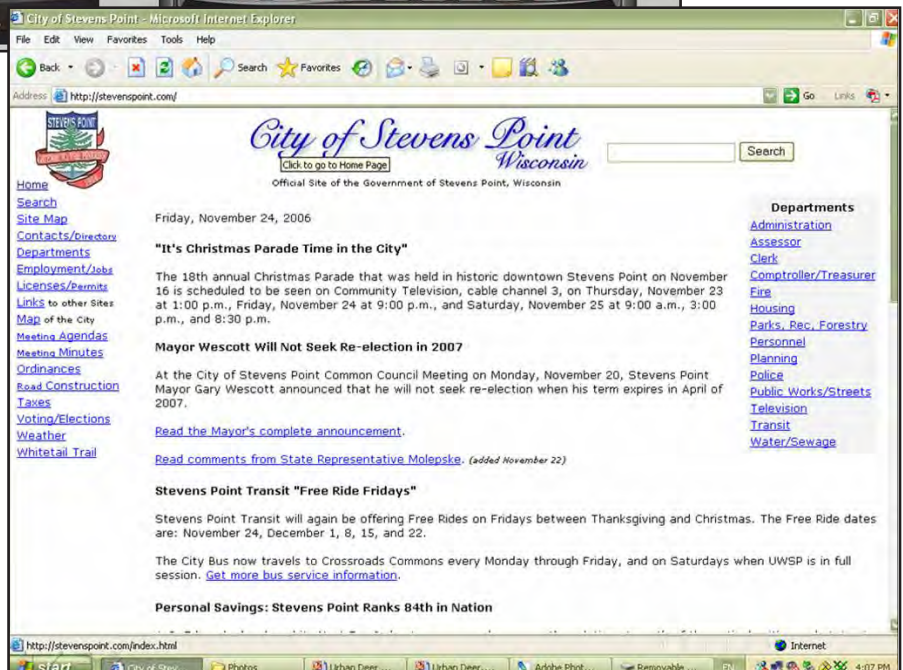 City of Stevens Point - Microsoft Internet Explorer
File Edit View Favorites Tools Help
Back Search Favorites
Address http://stevenspoint.com/ Go Links
STEVENS POINT
City of Stevens Point
Wisconsin
Click to go to Home Page
Official Site of the Government of Stevens Point, Wisconsin
Search
Home
Search
Site Map
Contacts/Directory
Departments
Employment/Jobs
Licenses/Permits
Links to other Sites
Map of the City
Meeting Agendas
Meeting Minutes
Ordinances
Road Construction
Taxes
Voting/Elections
Weather
Whitetail Trail
Friday, November 24, 2006
"It's Christmas Parade Time in the City"
The 18th annual Christmas Parade that was held in historic downtown Stevens Point on November
16 is scheduled to be seen on Community Television, cable channel 3, on Thursday, November 23
at 1:00 p.m., Friday, November 24 at 9:00 p.m., and Saturday, November 25 at 9:00 a.m., 3:00
p.m., and 8:30 p.m.
Mayor Wescott Will Not Seek Re-election in 2007
At the City of Stevens Point Common Council Meeting on Monday, November 20, Stevens Point
Mayor Gary Wescott announced that he will not seek re-election when his term expires in April of
2007.
Read the Mayor's complete announcement.
Read comments from State Representative Molepske. (added November 22)
Stevens Point Transit "Free Ride Fridays"
Stevens Point Transit will again be offering Free Rides on Fridays between Thanksgiving and Christmas. The Free Ride dates
are: November 24, December 1, 8, 15, and 22.
The City Bus now travels to Crossroads Commons every Monday through Friday, and on Saturdays when UWSP is in full
session. Get more bus service information.
Personal Savings: Stevens Point Ranks 84th in Nation
Departments
Administration
Assessor
Clerk
Comptroller/Treasurer
Fire
Housing
Parks, Rec, Forestry
Personnel
Planning
Police
Public Works/Streets
Television
Transit
Water/Sewage
http://stevenspoint.com/index.html Internet
start City of Stev... Photos Urban Deer ... Urban Deer ... Adobe Phot... Removable ... EN 4:07 PM